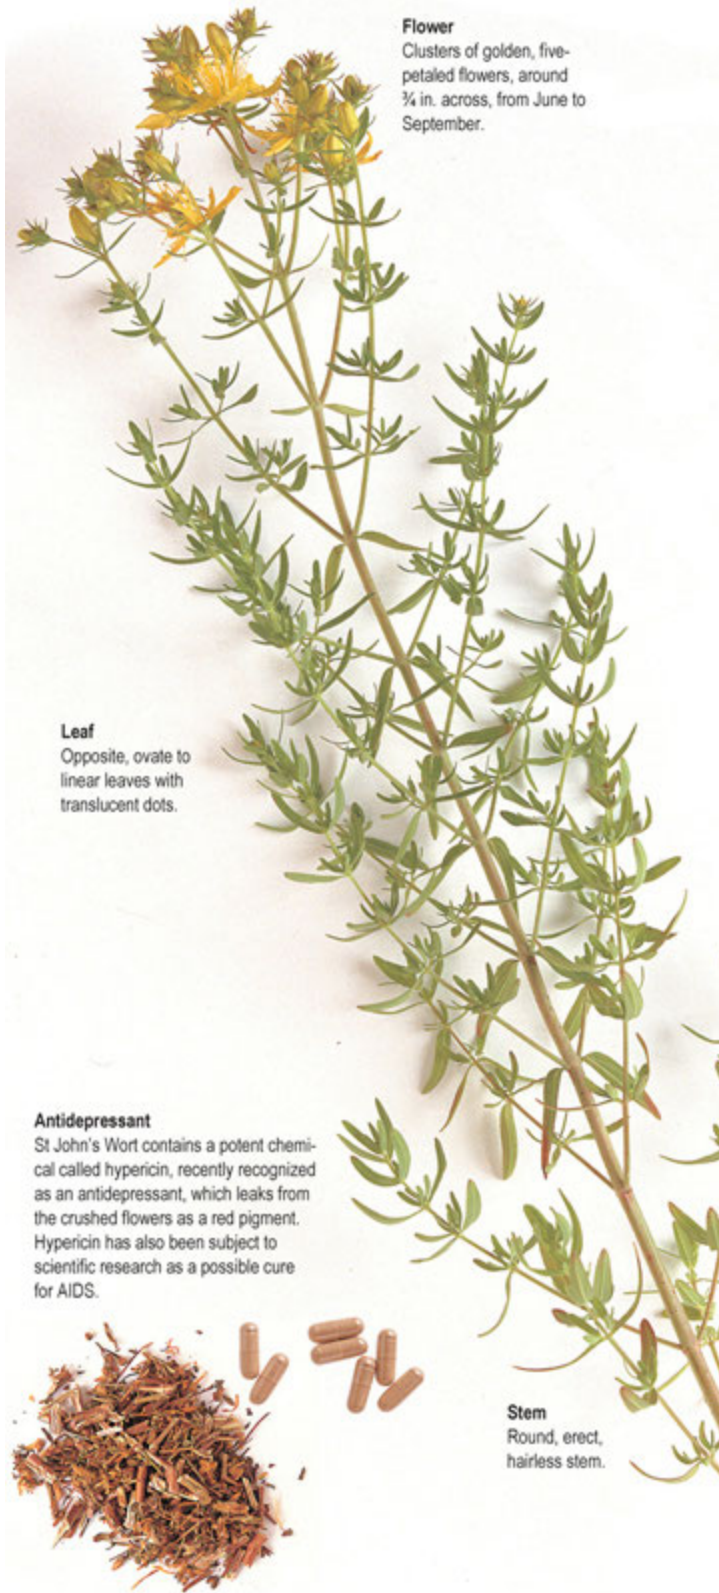 Flower
Clusters of golden, five-
petaled flowers, around
¾ in. across, from June to
September.
Leaf
Opposite, ovate to
linear leaves with
translucent dots.
Antidepressant
St John's Wort contains a potent chemi-
cal called hypericin, recently recognized
as an antidepressant, which leaks from
the crushed flowers as a red pigment.
Hypericin has also been subject to
scientific research as a possible cure
for AIDS.
Stem
Round, erect,
hairless stem.